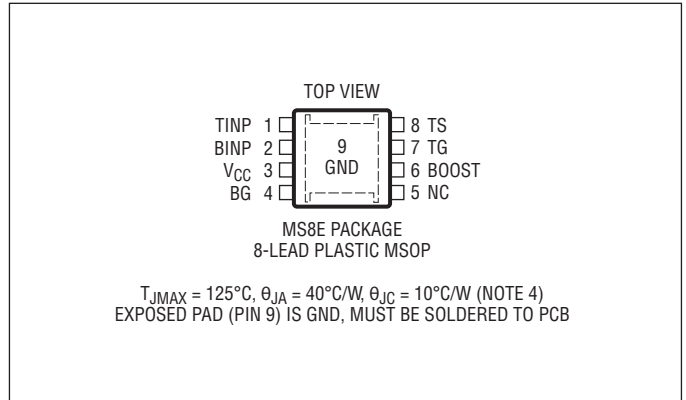 TOP VIEW
TINP 1
BINP 2
VCC 3
BG 4
9
GND
8 TS
7 TG
6 BOOST
5 NC
MS8E PACKAGE
8-LEAD PLASTIC MSOP
TJMAX = 125°C, θJA = 40°C/W, θJC = 10°C/W (NOTE 4)
EXPOSED PAD (PIN 9) IS GND, MUST BE SOLDERED TO PCB